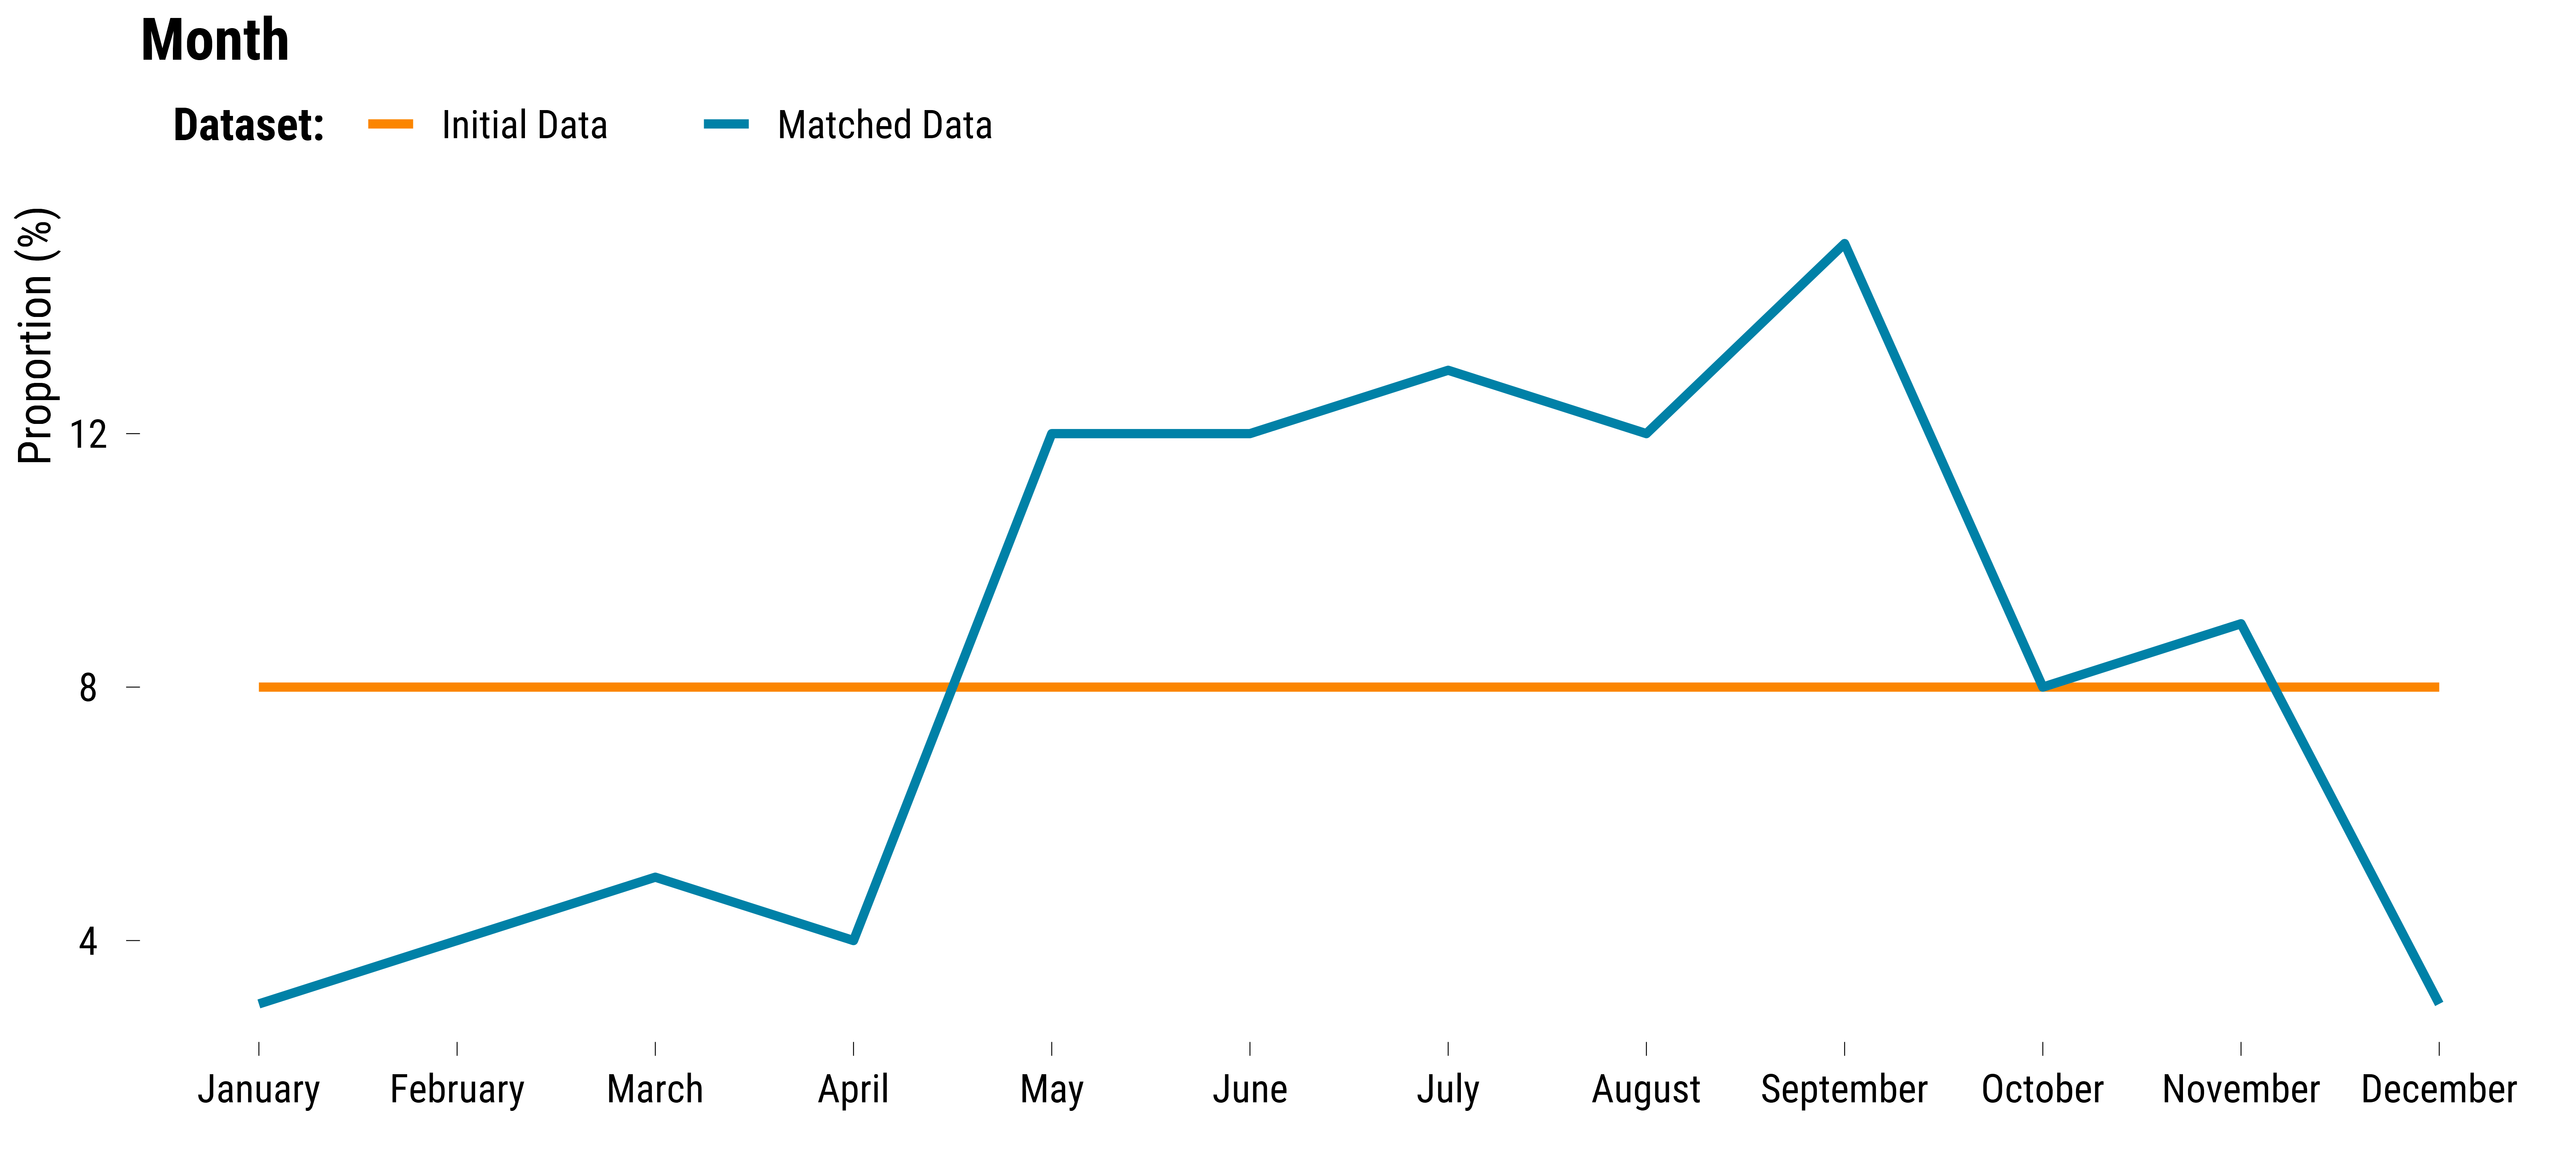 Month
Dataset: Initial Data Matched Data
Proportion (%)
12
8
4
January February March April May June July August September October November December